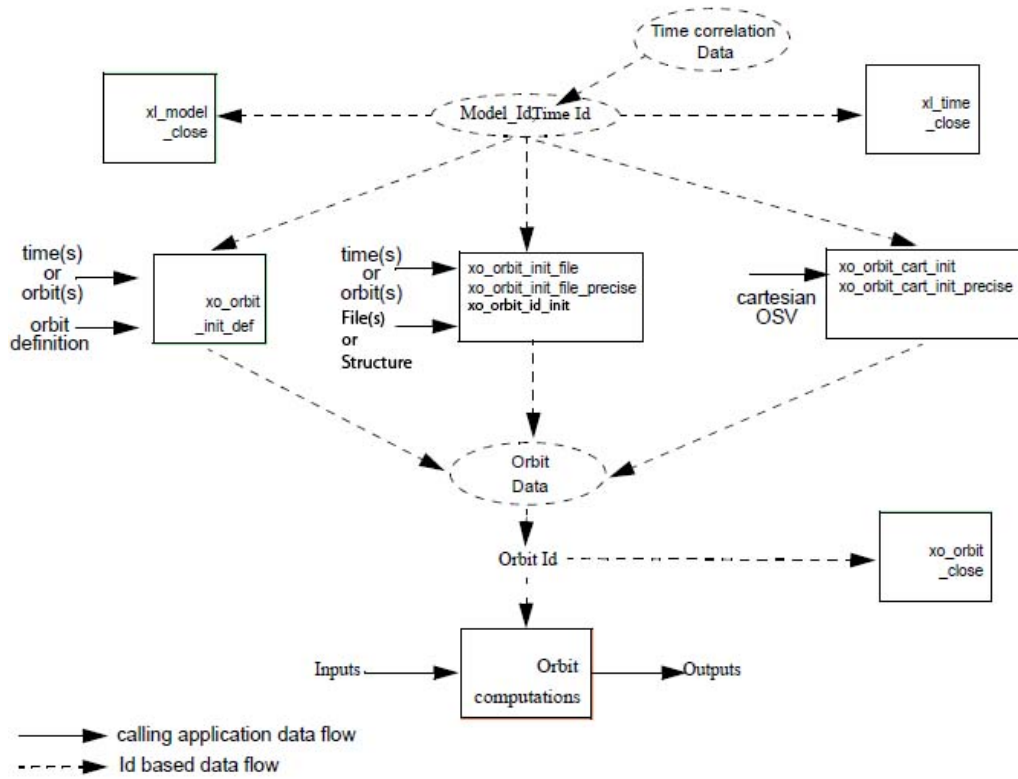 Time correlation
Data
xl_model
_close
Model_Id,Time Id
xl_time
_close
time(s)
or
orbit(s)
orbit
definition
xo_orbit
_init_def
time(s)
or
orbit(s)
File(s)
or
Structure
xo_orbit_init_file
xo_orbit_init_file_precise
xo_orbit_id_init
cartesian
OSV
xo_orbit_cart_init
xo_orbit_cart_init_precise
Orbit
Data
Orbit Id
xo_orbit
_close
Inputs
Orbit
computations
Outputs
calling application data flow
Id based data flow